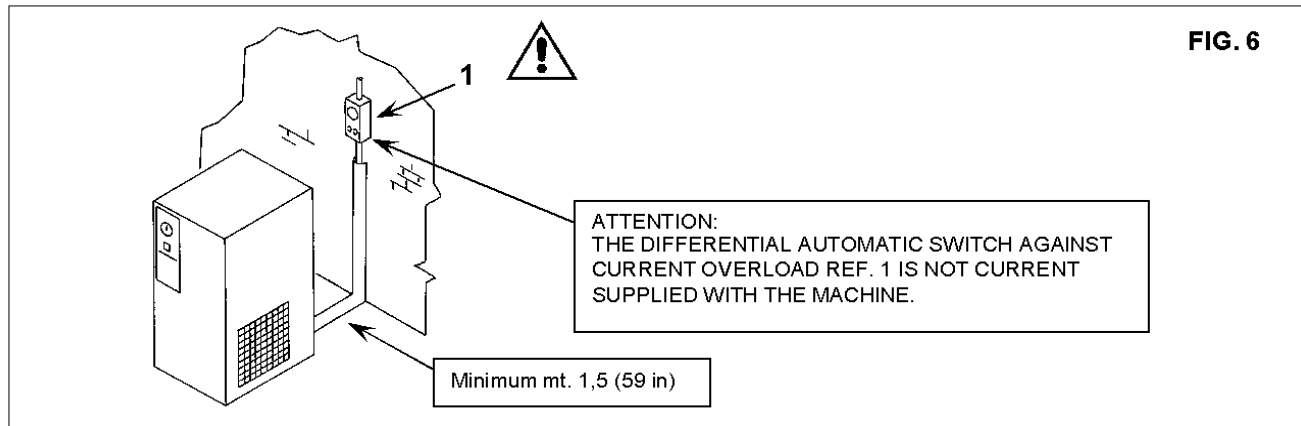 FIG. 6
1
ATTENTION:
THE DIFFERENTIAL AUTOMATIC SWITCH AGAINST
CURRENT OVERLOAD REF. 1 IS NOT CURRENT
SUPPLIED WITH THE MACHINE.
Minimum mt. 1,5 (59 in)